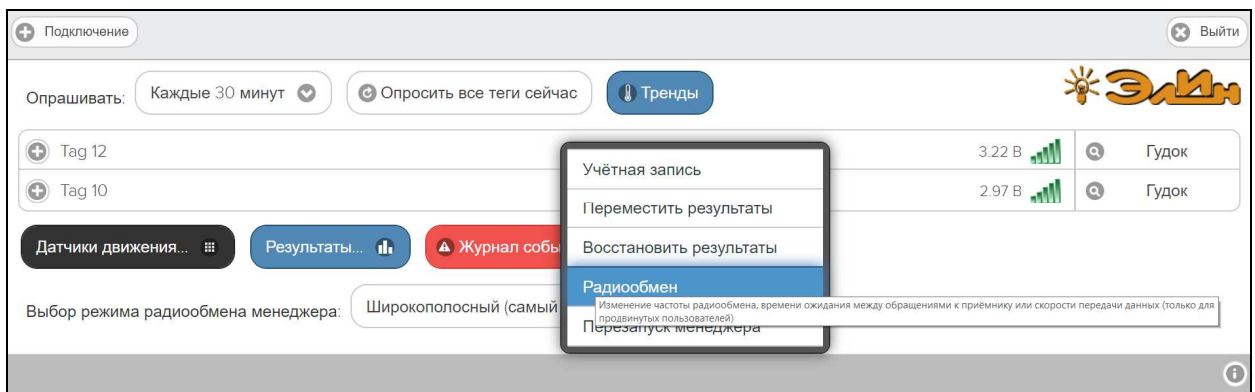 Подключение
Выйти
Опрашивать:
Каждые 30 минут
Опросить все теги сейчас
Тренды
ЭлИн
Tag 12
3.22 В
Гудок
Tag 10
2.97 В
Гудок
Учётная запись
Переместить результаты
Восстановить результаты
Радиообмен
Изменение частоты радиообмена, времени ожидания между обращениями к приёмнику или скорости передачи данных (только для
продвинутых пользователей)
Перезапуск менеджера
Датчики движения...
Результаты...
Журнал собы
Выбор режима радиообмена менеджера:
Широкополосный (самый